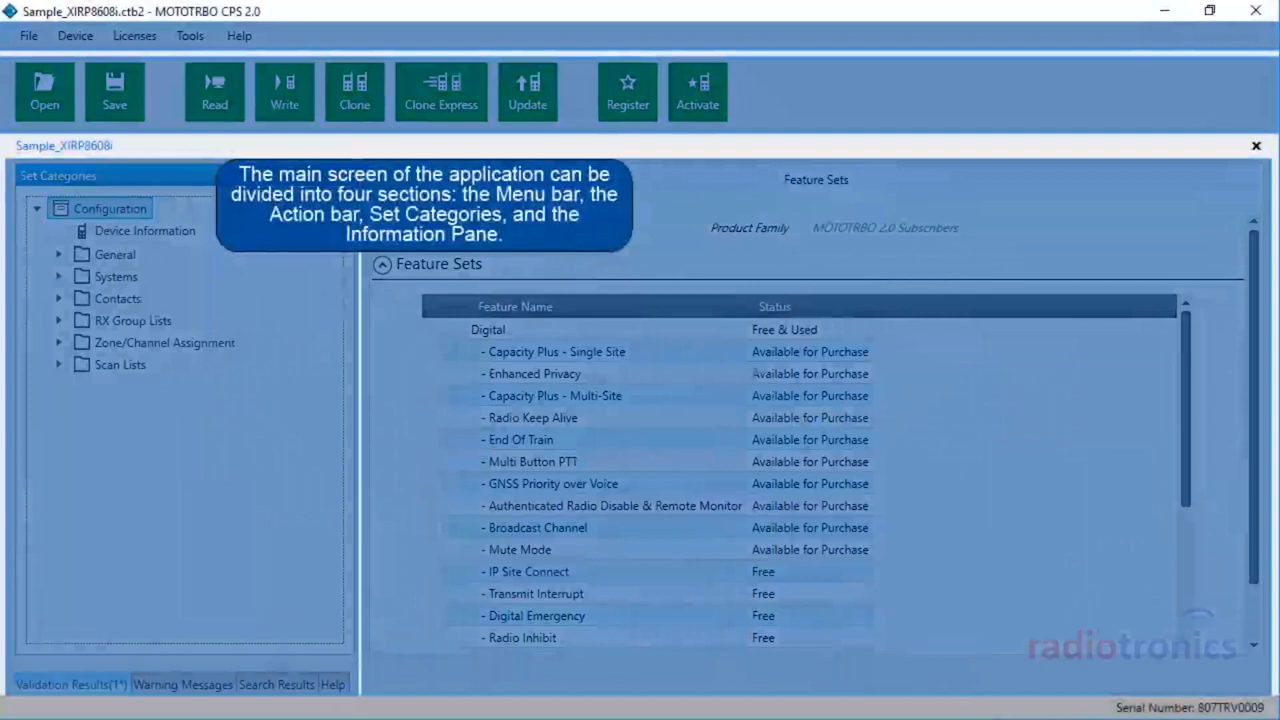 Sample_XIRP8608i.ctb2 - MOTOTRBO CPS 2.0
File Device Licenses Tools Help
Open Save Read Write Clone Clone Express Update Register Activate
Sample_XIRP8608i
Set Categories
Configuration
Device Information
General
Systems
Contacts
RX Group Lists
Zone/Channel Assignment
Scan Lists
The main screen of the application can be
divided into four sections: the Menu bar, the
Action bar, Set Categories, and the
Information Pane.
Feature Sets
Product Family MOTOTRBO 2.0 Subscribers
Feature Sets
Feature Name Status
Digital Free & Used
- Capacity Plus - Single Site Available for Purchase
- Enhanced Privacy Available for Purchase
- Capacity Plus - Multi-Site Available for Purchase
- Radio Keep Alive Available for Purchase
- End Of Train Available for Purchase
- Multi Button PTT Available for Purchase
- GNSS Priority over Voice Available for Purchase
- Authenticated Radio Disable & Remote Monitor Available for Purchase
- Broadcast Channel Available for Purchase
- Mute Mode Available for Purchase
- IP Site Connect Free
- Transmit Interrupt Free
- Digital Emergency Free
- Radio Inhibit Free
radiotronics
Validation Results(1*) Warning Messages Search Results Help
Serial Number: 807TRV0009